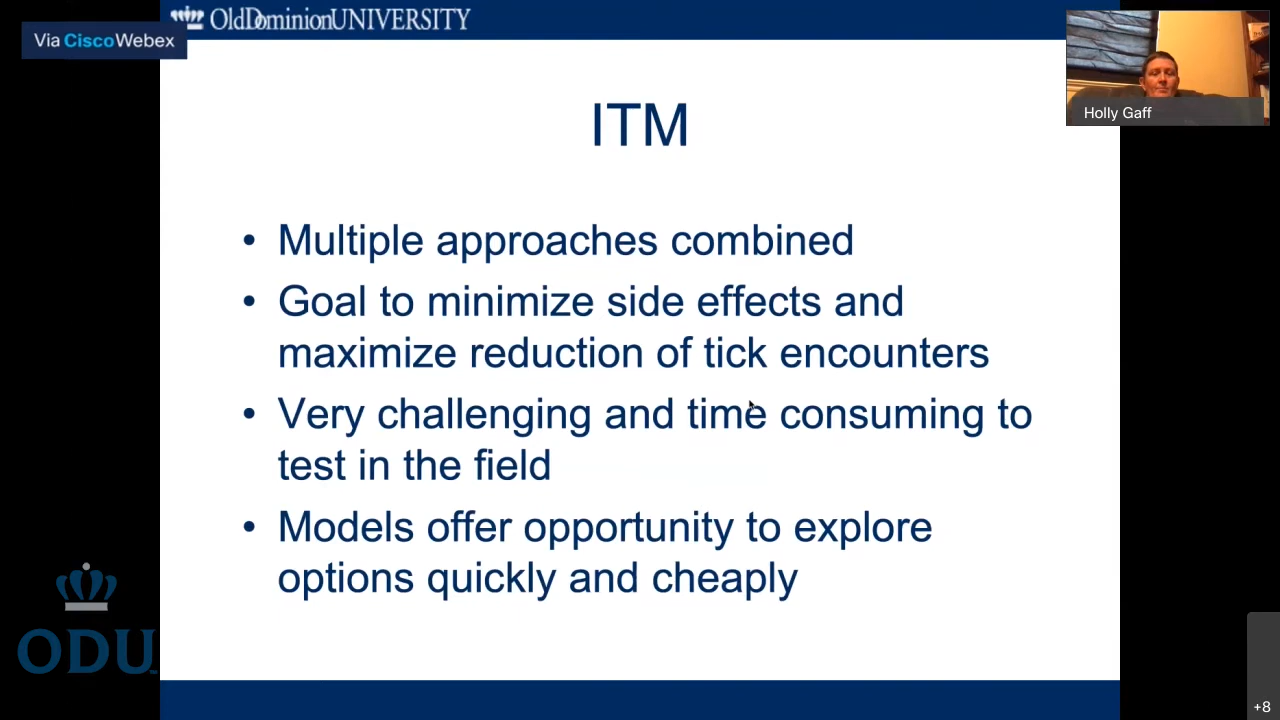 OldDominionUNIVERSITY
Via CiscoWebex
Holly Gaff
ITM
• Multiple approaches combined
• Goal to minimize side effects and
maximize reduction of tick encounters
• Very challenging and time consuming to
test in the field
• Models offer opportunity to explore
options quickly and cheaply
ODU
+8